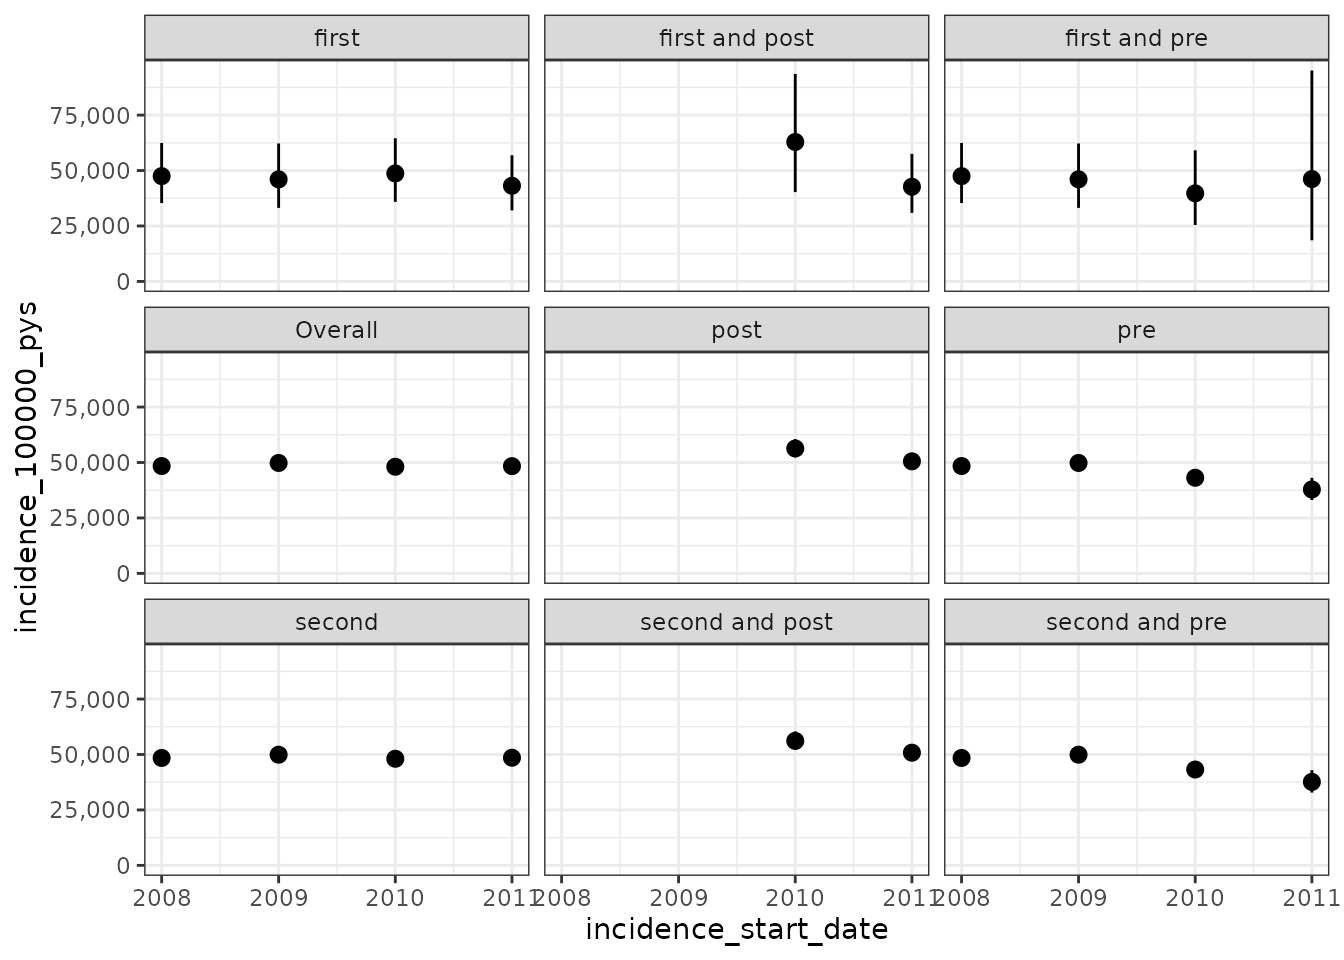 first
first and post
first and pre
75,000
50,000
25,000
0
Overall
post
pre
75,000
50,000
25,000
0
second
second and post
second and pre
75,000
50,000
25,000
0
incidence_100000_pys
2008 2009 2010 2011
2008 2009 2010 2011
2008 2009 2010 2011
incidence_start_date